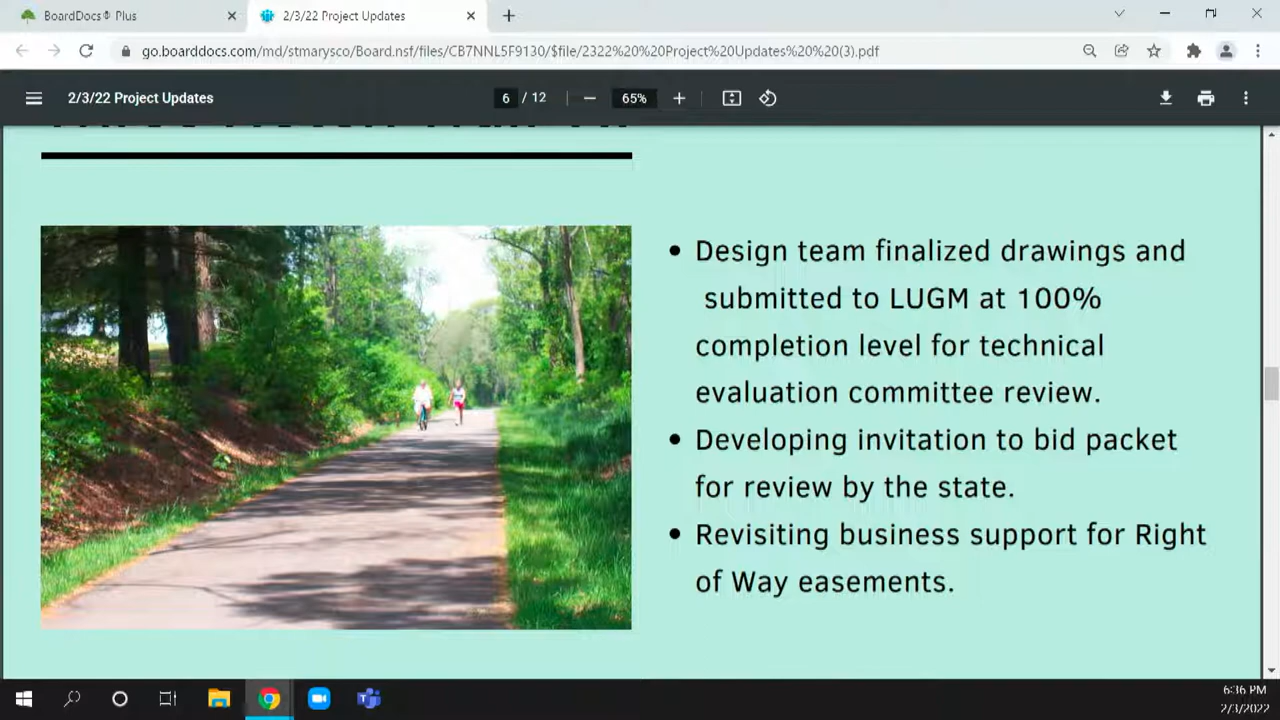 BoardDocs® Plus
2/3/22 Project Updates
go.boarddocs.com/md/stmarysco/Board.nsf/files/CB7NNL5F9130/$file/2322%20%20Project%20Updates%20%20(3).pdf
2/3/22 Project Updates
6 / 12
65%
Design team finalized drawings and
submitted to LUGM at 100%
completion level for technical
evaluation committee review.
Developing invitation to bid packet
for review by the state.
Revisiting business support for Right
of Way easements.
6:36 PM
2/3/2022